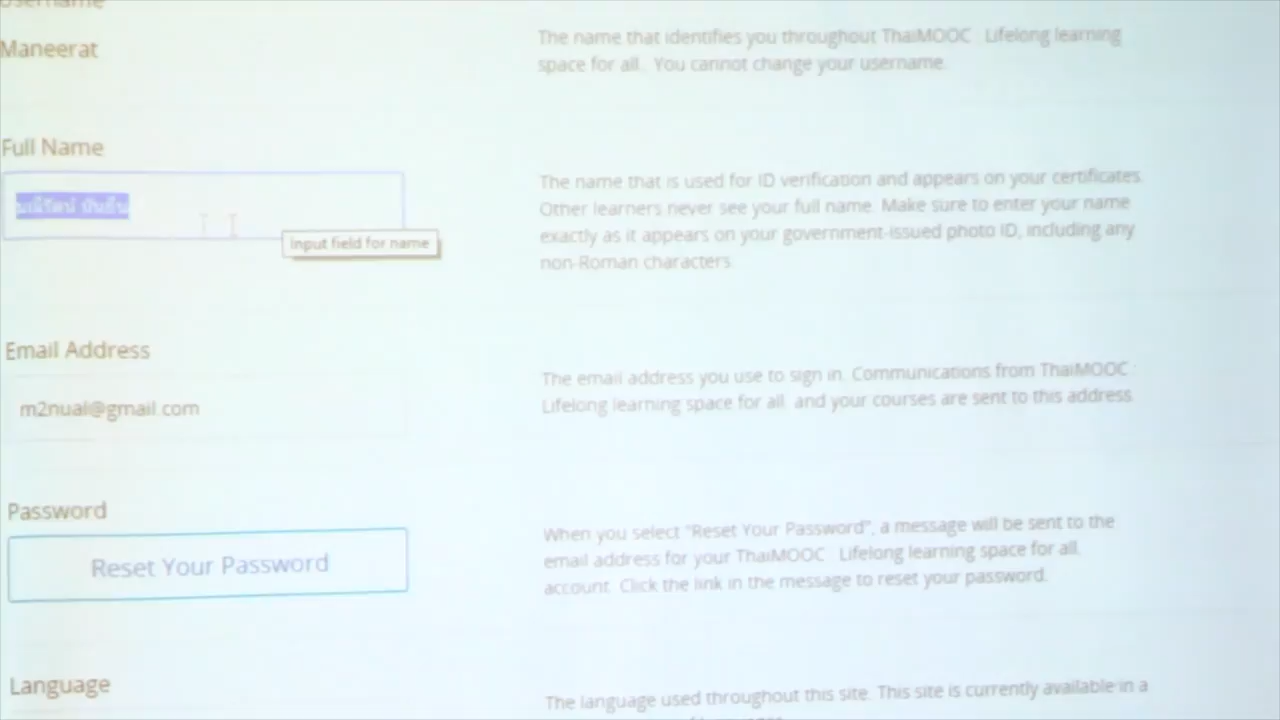 Username
Maneerat
The name that identifies you throughout ThaiMOOC : Lifelong learning
space for all . You cannot change your username.
Full Name
Input field for name
The name that is used for ID verification and appears on your certificates.
Other learners never see your full name. Make sure to enter your name
exactly as it appears on your government-issued photo ID, including any
non-Roman characters.
Email Address
m2nual@gmail.com
The email address you use to sign in. Communications from ThaiMOOC :
Lifelong learning space for all. and your courses are sent to this address.
Password
Reset Your Password
When you select "Reset Your Password", a message will be sent to the
email address for your ThaiMOOC : Lifelong learning space for all.
account. Click the link in the message to reset your password.
Language
The language used throughout this site. This site is currently available in a